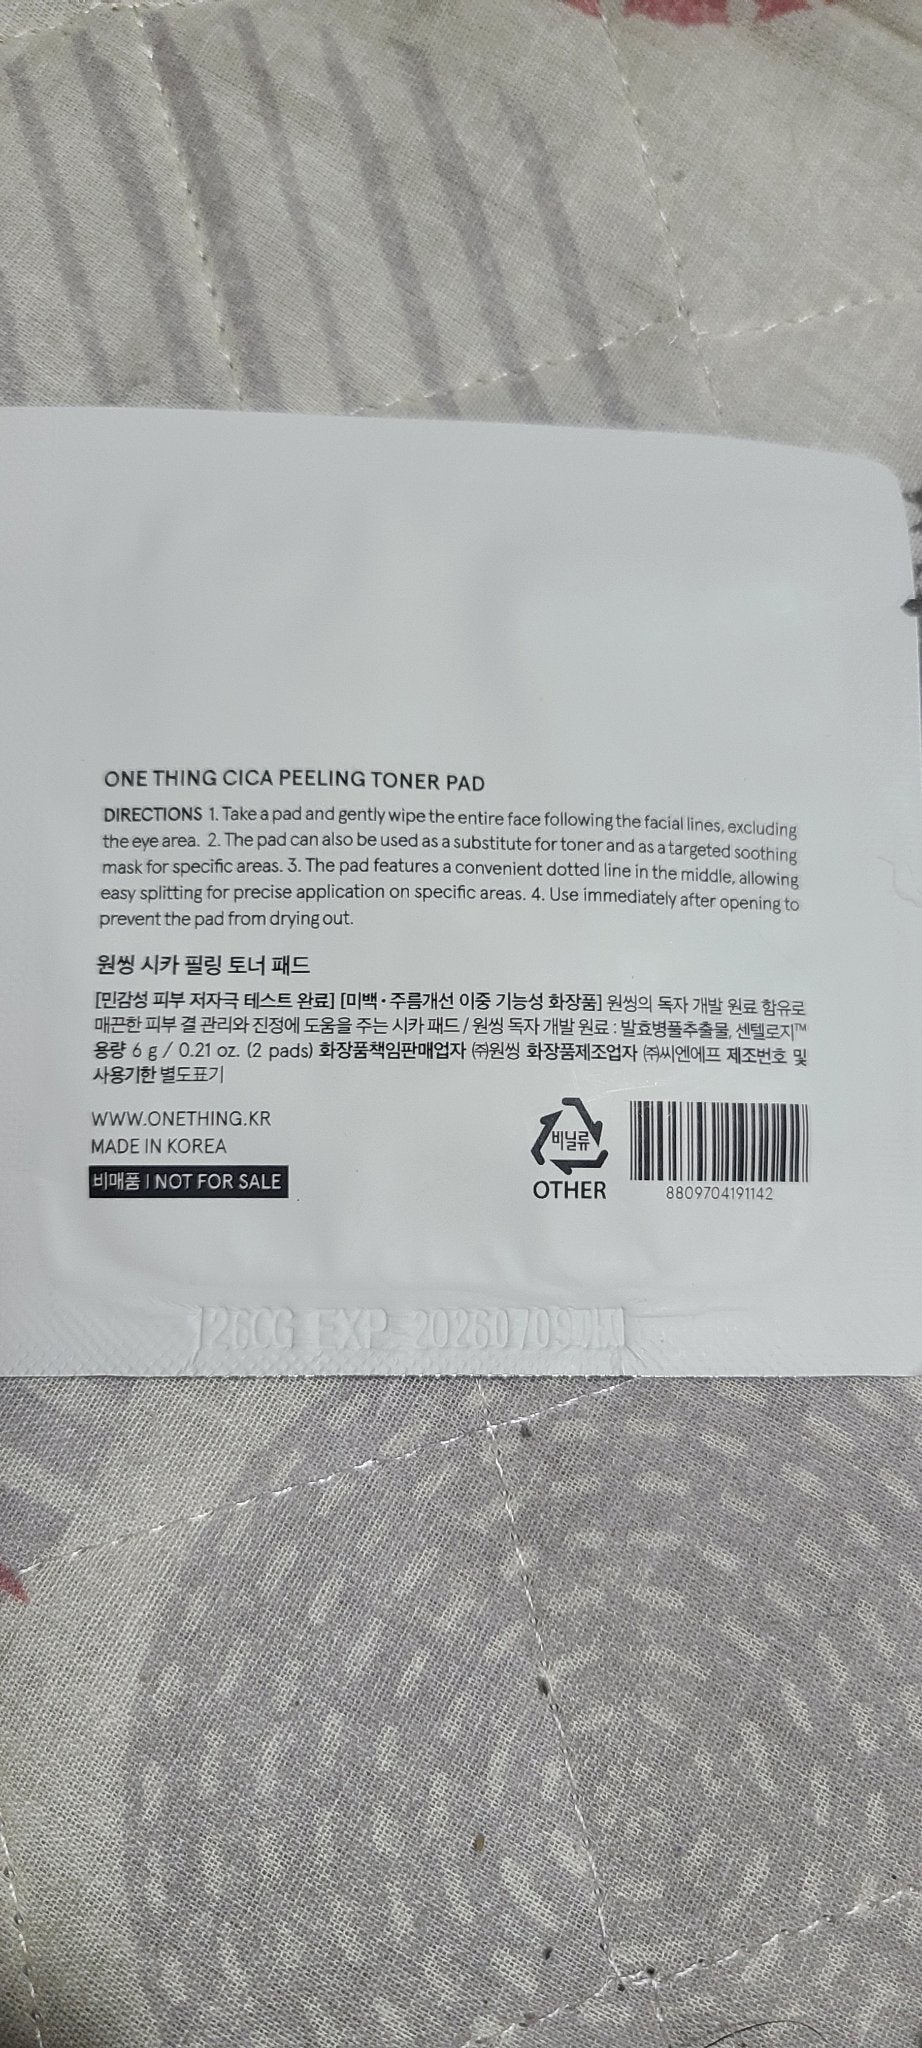 ONE THING CICA PEELING TONER PAD
DIRECTIONS 1. Take a pad and gently wipe the entire face following the facial lines, excluding
the eye area. 2. The pad can also be used as a substitute for toner and as a targeted soothing
mask for specific areas. 3. The pad features a convenient dotted line in the middle, allowing
easy splitting for precise application on specific areas. 4. Use immediately after opening to
prevent the pad from drying out.
원씽 시카 필링 토너 패드
[민감성 피부 저자극 테스트 완료] [미백·주름개선 이중 기능성 화장품] 원씽의 독자 개발 원료 함유로
매끈한 피부 결 관리와 진정에 도움을 주는 시카 패드 / 원씽 독자 개발 원료 : 발효병풀추출물, 센텔로지™
용량 6 g / 0.21 oz. (2 pads) 화장품책임판매업자 ㈜원씽 화장품제조업자 ㈜씨엔에프 제조번호 및
사용기한 별도표기
WWW.ONETHING.KR
MADE IN KOREA
비매품 | NOT FOR SALE
비닐류
OTHER
8809704191142
EXP 20260709